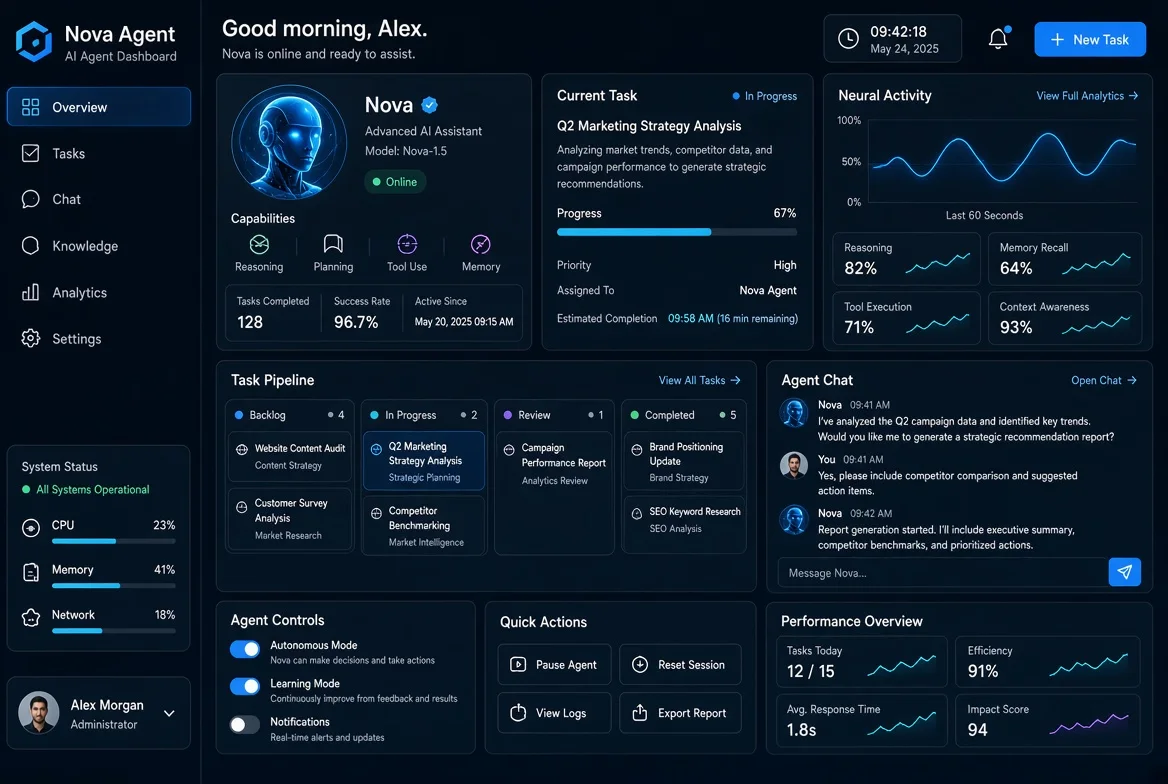 Nova Agent
AI Agent Dashboard
Overview
Tasks
Chat
Knowledge
Analytics
Settings
System Status
All Systems Operational
CPU 23%
Memory 41%
Network 18%
Alex Morgan
Administrator
Good morning, Alex.
Nova is online and ready to assist.
09:42:18
May 24, 2025
+ New Task
Nova
Advanced AI Assistant
Model: Nova-1.5
Online
Capabilities
Reasoning Planning Tool Use Memory
Tasks Completed Success Rate Active Since
128 96.7% May 20, 2025 09:15 AM
Current Task In Progress
Q2 Marketing Strategy Analysis
Analyzing market trends, competitor data, and
campaign performance to generate strategic
recommendations.
Progress 67%
Priority High
Assigned To Nova Agent
Estimated Completion 09:58 AM (16 min remaining)
Neural Activity View Full Analytics →
100%
50%
0%
Last 60 Seconds
Reasoning
82%
Memory Recall
64%
Tool Execution
71%
Context Awareness
93%
Task Pipeline View All Tasks →
Backlog 4
Website Content Audit
Content Strategy
Customer Survey
Analysis
Market Research
In Progress 2
Q2 Marketing
Strategy Analysis
Strategic Planning
Competitor
Benchmarking
Market Intelligence
Review 1
Campaign
Performance Report
Analytics Review
Completed 5
Brand Positioning
Update
Brand Strategy
SEO Keyword Research
SEO Analysis
Agent Chat Open Chat →
Nova 09:41 AM
I've analyzed the Q2 campaign data and identified key trends.
Would you like me to generate a strategic recommendation report?
You 09:41 AM
Yes, please include competitor comparison and suggested
action items.
Nova 09:42 AM
Report generation started. I'll include executive summary,
competitor benchmarks, and prioritized actions.
Message Nova...
Agent Controls
Autonomous Mode
Nova can make decisions and take actions
Learning Mode
Continuously improve from feedback and results
Notifications
Real-time alerts and updates
Quick Actions
Pause Agent
Reset Session
View Logs
Export Report
Performance Overview
Tasks Today
12 / 15
Efficiency
91%
Avg. Response Time
1.8s
Impact Score
94